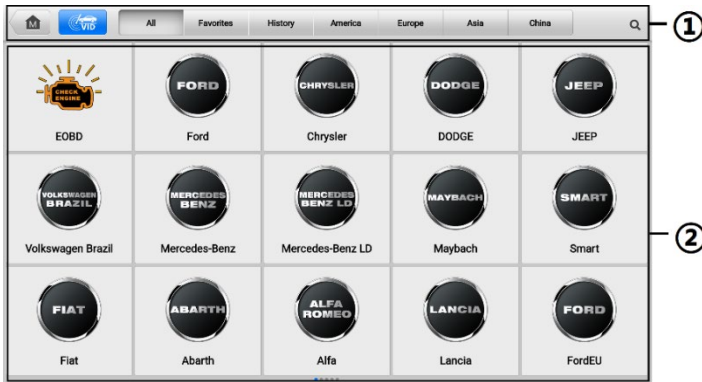 M VID All Favorites History America Europe Asia China ①
CHECK ENGINE FORD CHRYSLER DODGE JEEP
EOBD Ford Chrysler DODGE JEEP
VOLKSWAGEN BRAZIL MERCEDES BENZ MERCEDES BENZ LD MAYBACH SMART
②
Volkswagen Brazil Mercedes-Benz Mercedes-Benz LD Maybach Smart
FIAT ABARTH ALFA ROMEO LANCIA FORD
Fiat Abarth Alfa Lancia FordEU